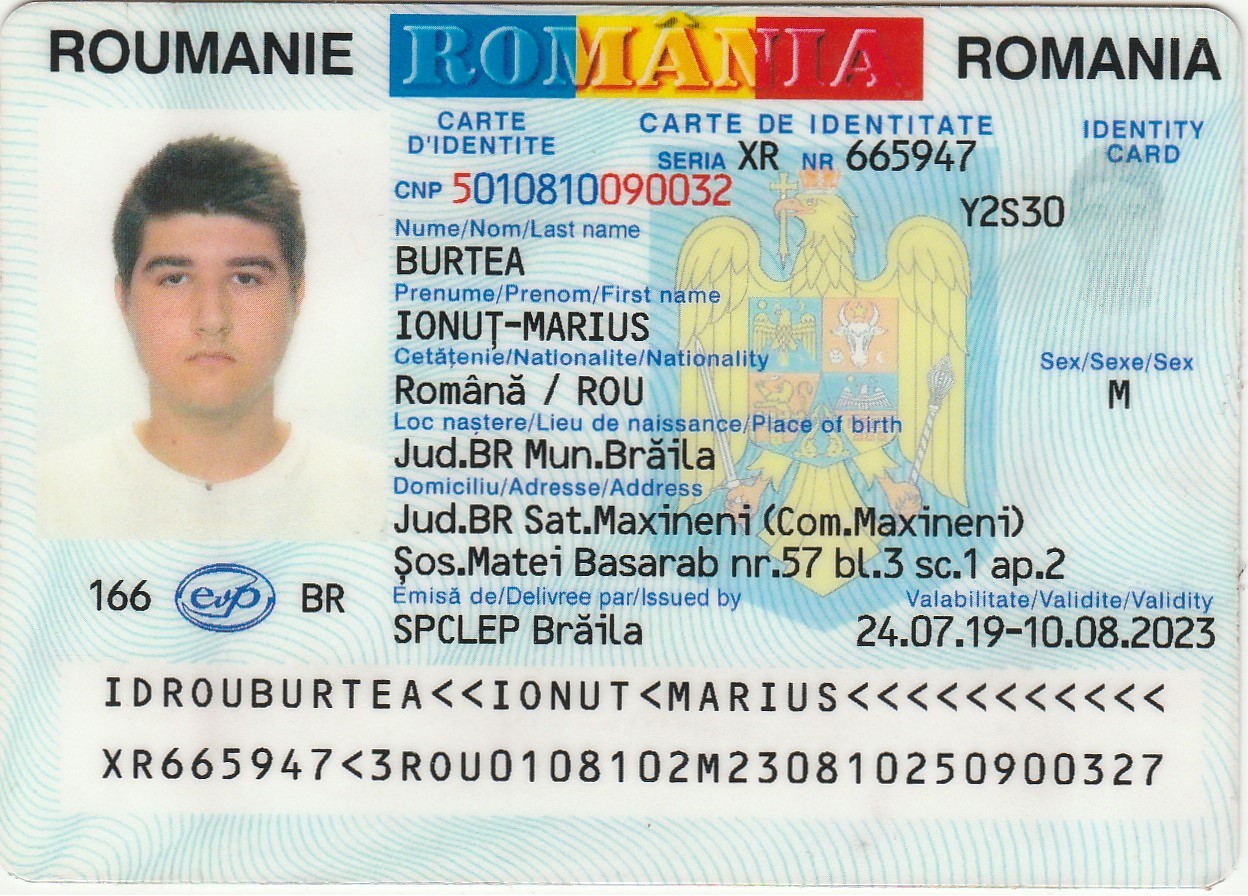 ROUMANIE ROMÂNIA ROMANIA
CARTE D'IDENTITE
CARTE DE IDENTITATE
IDENTITY CARD
SERIA XR NR 665947
CNP 5010810090032
Y2S30
Nume/Nom/Last name
BURTEA
Prenume/Prenom/First name
IONUȚ-MARIUS
Cetățenie/Nationalite/Nationality
Română / ROU
Sex/Sexe/Sex
M
Loc naștere/Lieu de naissance/Place of birth
Jud.BR Mun.Brăila
Domiciliu/Adresse/Address
Jud.BR Sat.Maxineni (Com.Maxineni)
Șos.Matei Basarab nr.57 bl.3 sc.1 ap.2
166 evp BR
Emisă de/Delivree par/Issued by
SPCLEP Brăila
Valabilitate/Validite/Validity
24.07.19-10.08.2023
IDROUBURTEA<<IONUT<MARIUS<<<<<<<<<<<
XR665947<3ROU0108102M230810250900327